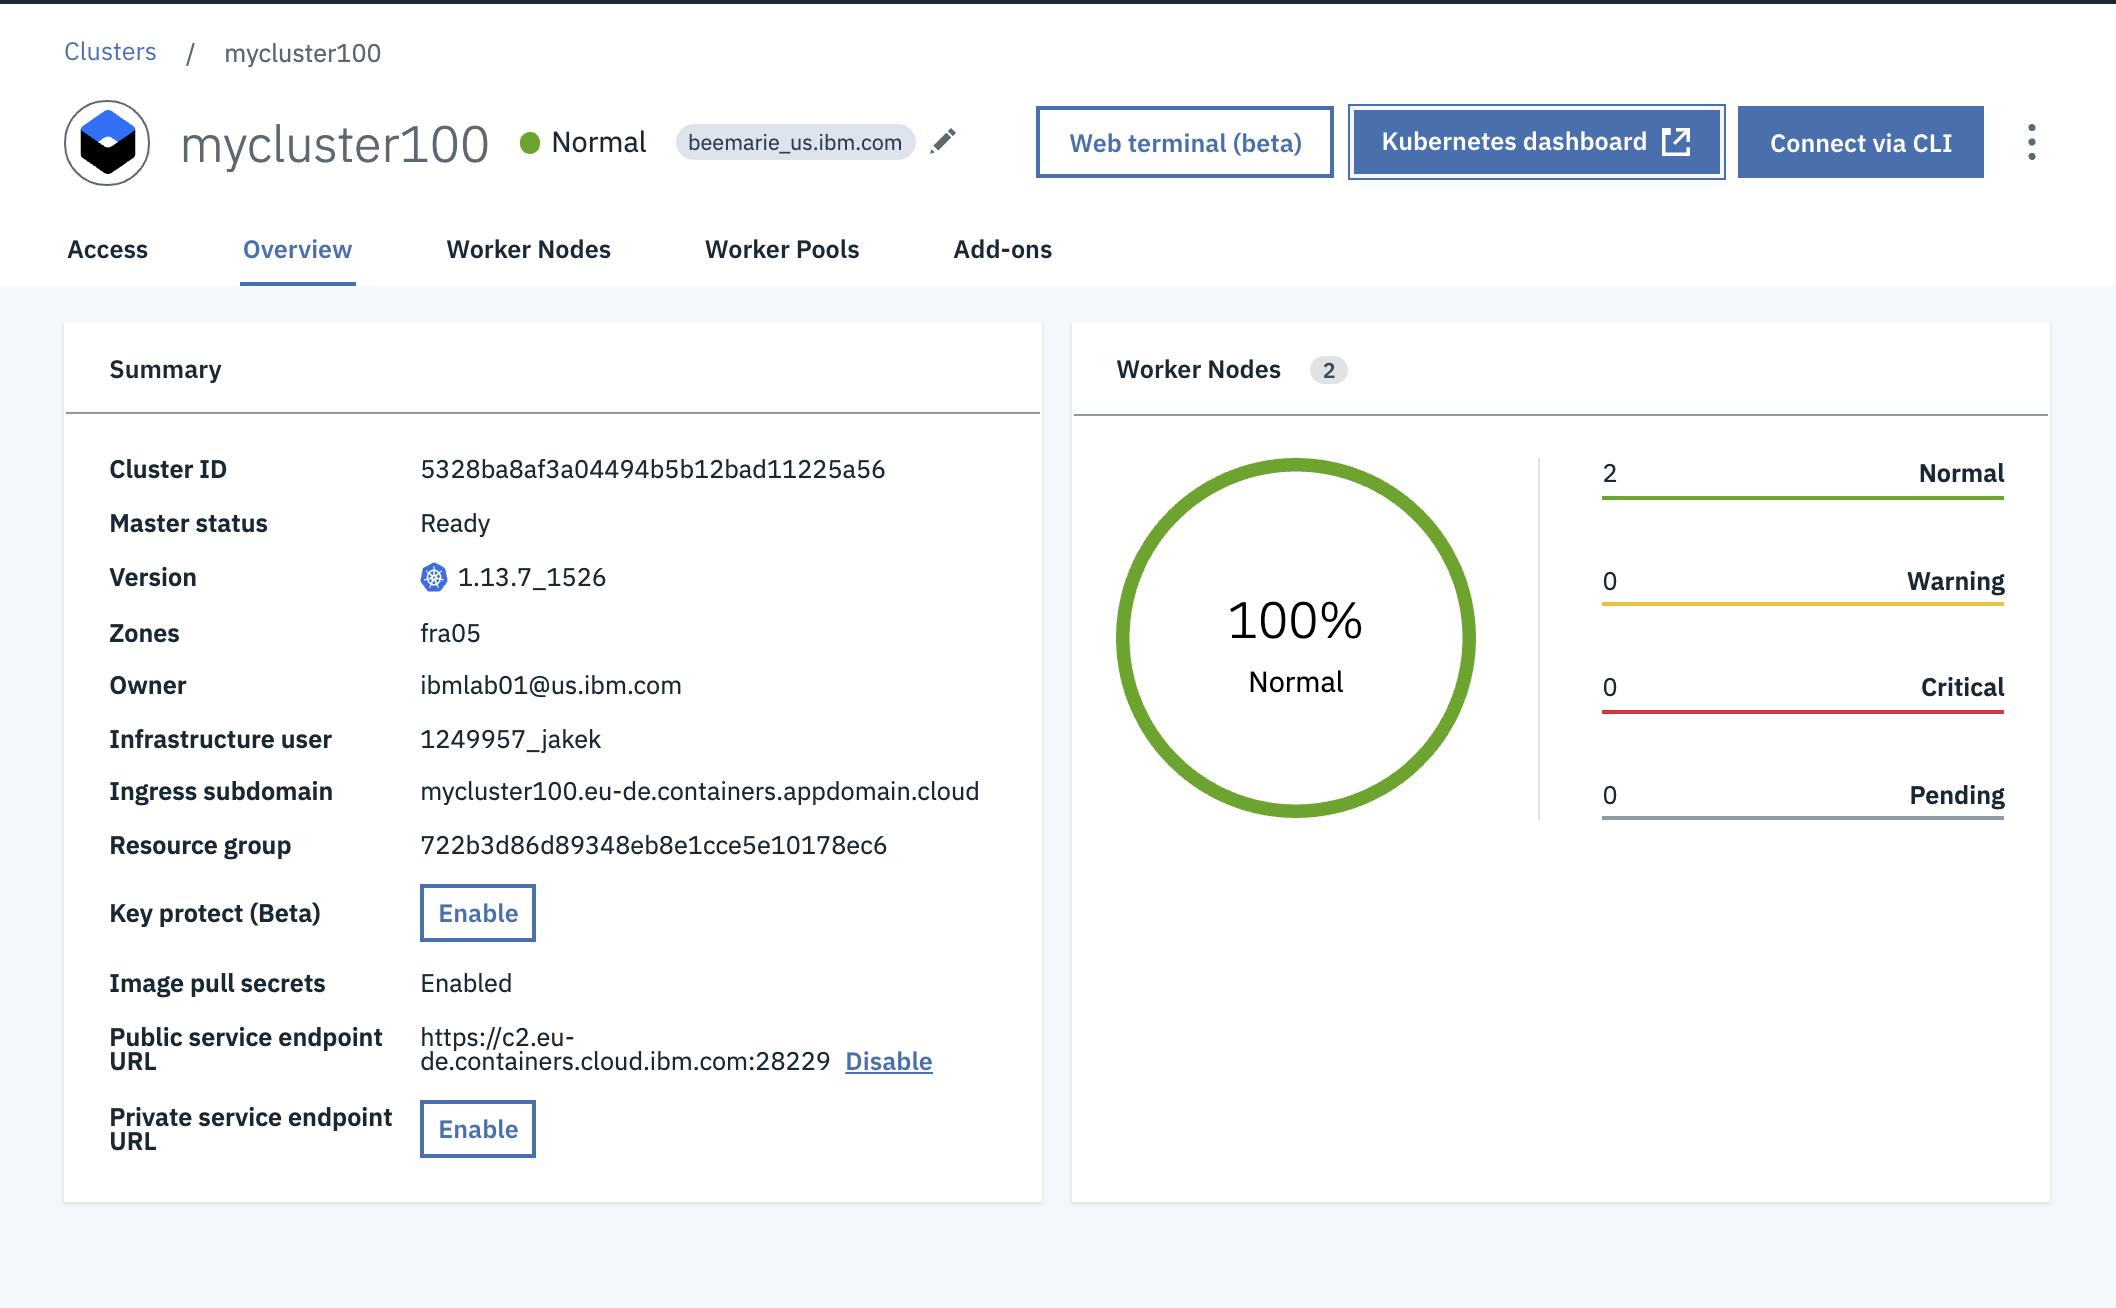 Clusters / mycluster100
mycluster100 Normal beemarie_us.ibm.com Web terminal (beta) Kubernetes dashboard Connect via CLI
Access Overview Worker Nodes Worker Pools Add-ons
Summary
Cluster ID 5328ba8af3a04494b5b12bad11225a56
Master status Ready
Version 1.13.7_1526
Zones fra05
Owner ibmlab01@us.ibm.com
Infrastructure user 1249957_jakek
Ingress subdomain mycluster100.eu-de.containers.appdomain.cloud
Resource group 722b3d86d89348eb8e1cce5e10178ec6
Key protect (Beta) Enable
Image pull secrets Enabled
Public service endpoint https://c2.eu-
URL de.containers.cloud.ibm.com:28229 Disable
Private service endpoint
URL
Enable
Worker Nodes 2
100%
Normal
2 Normal
0 Warning
0 Critical
0 Pending